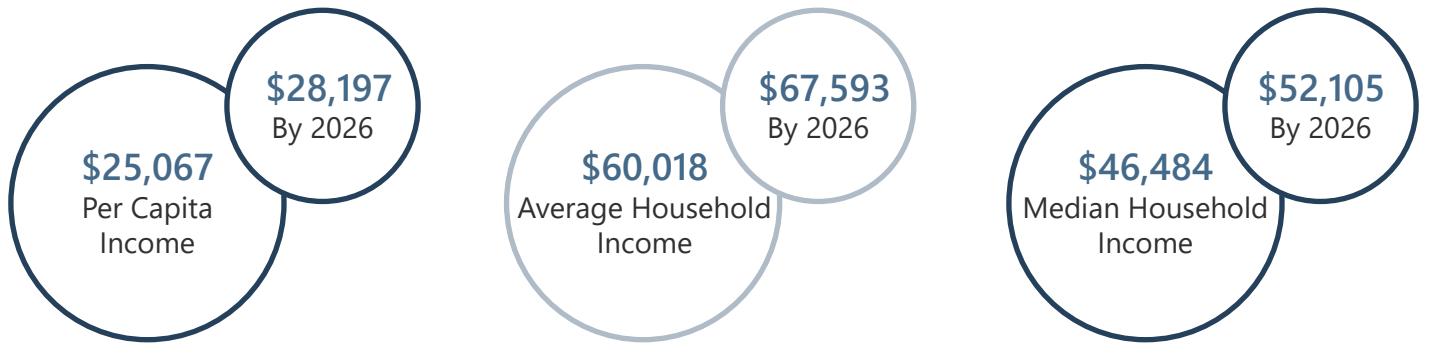 $25,067
Per Capita
Income
$28,197
By 2026
$60,018
Average Household
Income
$67,593
By 2026
$46,484
Median Household
Income
$52,105
By 2026